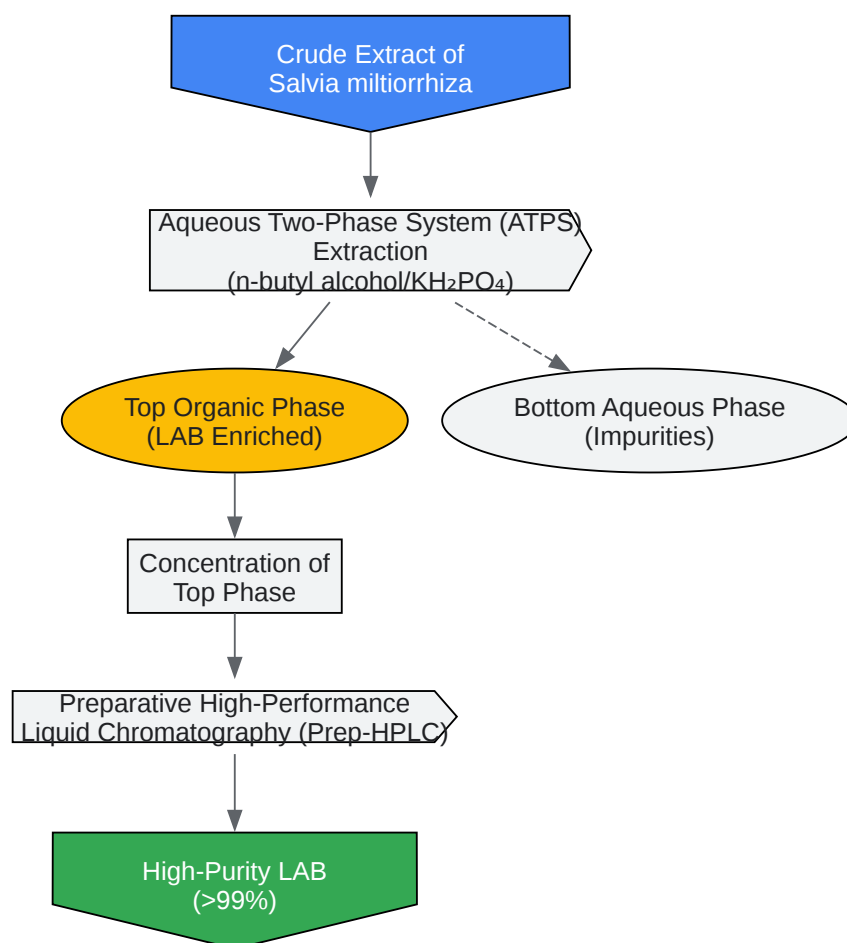 Crude Extract of
Salvia miltiorrhiza
Aqueous Two-Phase System (ATPS)
Extraction
(n-butyl alcohol/KH₂PO₄)
Top Organic Phase
(LAB Enriched)
Bottom Aqueous Phase
(Impurities)
Concentration of
Top Phase
Preparative High-Performance
Liquid Chromatography (Prep-HPLC)
High-Purity LAB
(>99%)